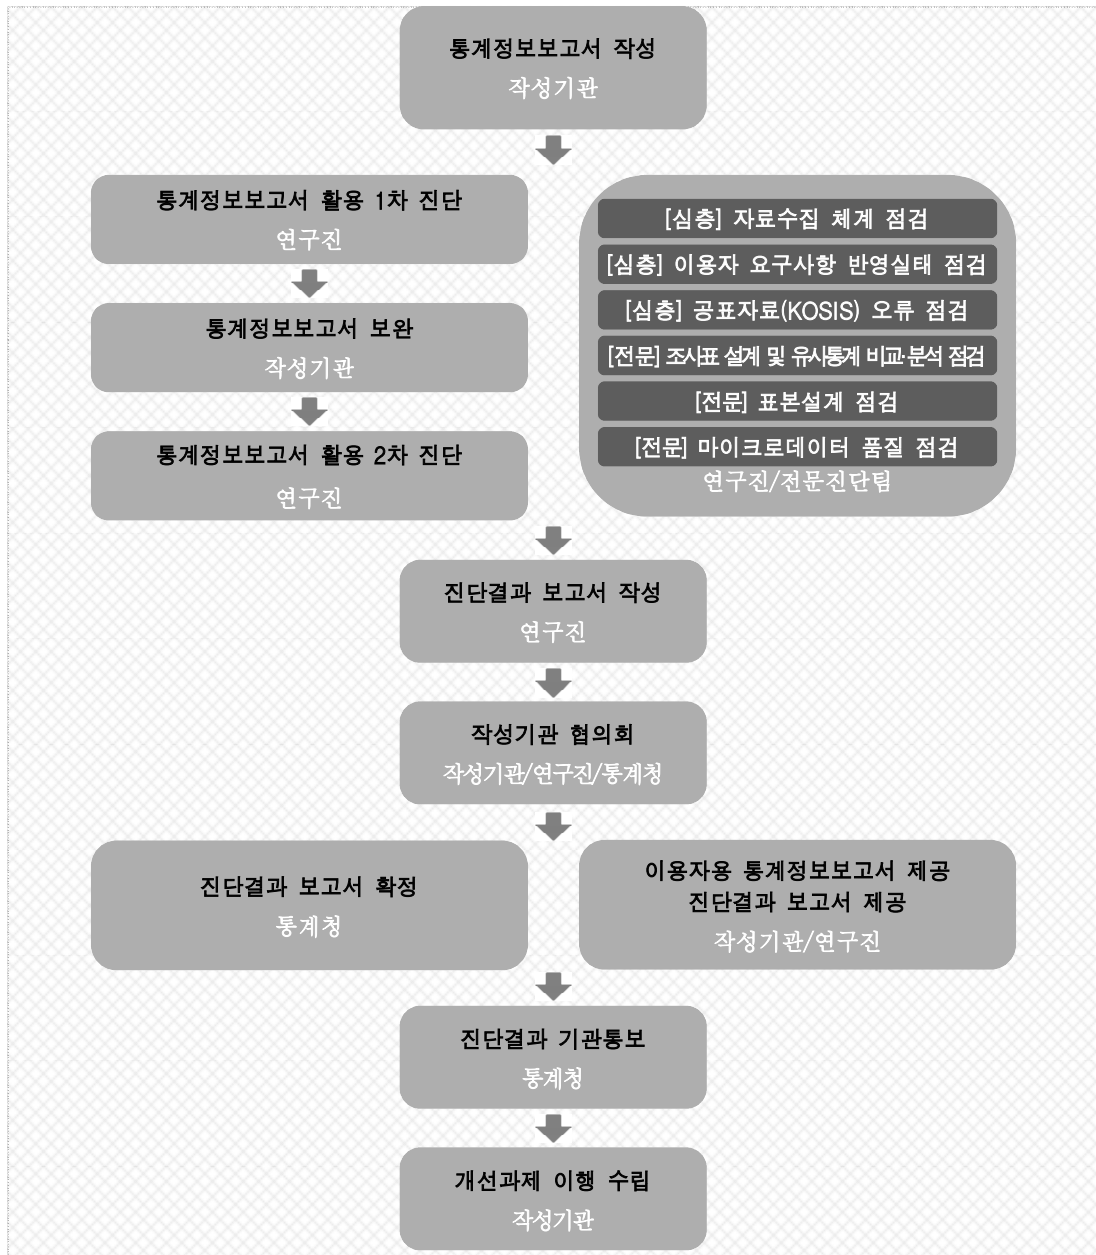 통계정보보고서 작성
작성기관
통계정보보고서 활용 1차 진단
연구진
통계정보보고서 보완
작성기관
통계정보보고서 활용 2차 진단
연구진
[심층] 자료수집 체계 점검
[심층] 이용자 요구사항 반영실태 점검
[심층] 공표자료(KOSIS) 오류 점검
[전문] 조사표 설계 및 유사통계 비교·분석 점검
[전문] 표본설계 점검
[전문] 마이크로데이터 품질 점검
연구진/전문진단팀
진단결과 보고서 작성
연구진
작성기관 협의회
작성기관/연구진/통계청
진단결과 보고서 확정
통계청
이용자용 통계정보보고서 제공
진단결과 보고서 제공
작성기관/연구진
진단결과 기관통보
통계청
개선과제 이행 수립
작성기관